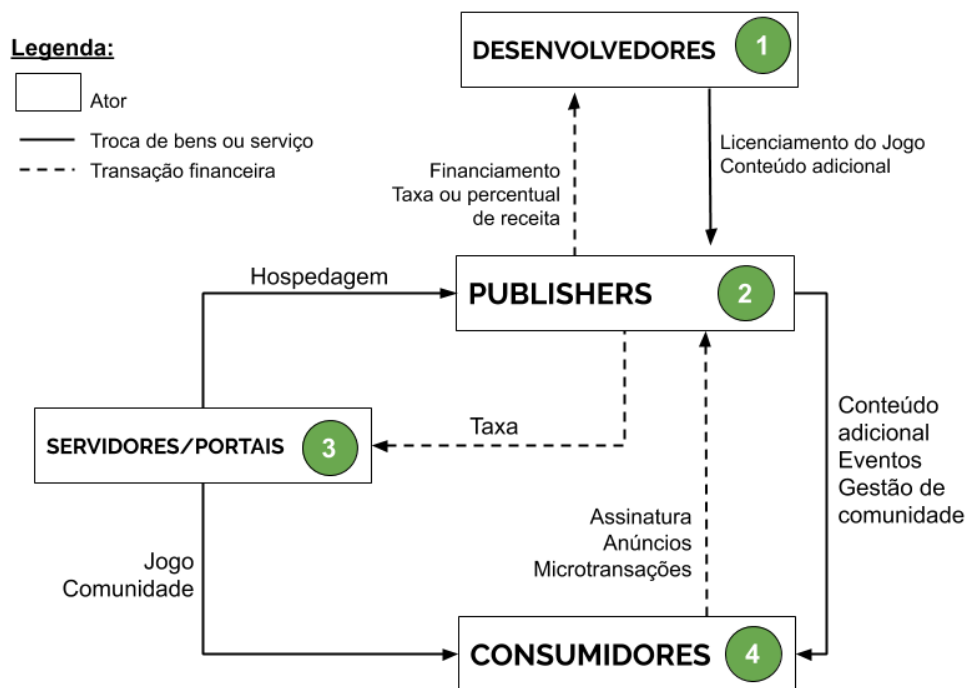 Legenda:
Ator
Troca de bens ou serviço
Transação financeira
DESENVOLVEDORES 1
Licenciamento do Jogo
Conteúdo adicional
Financiamento
Taxa ou percentual
de receita
Hospedagem
PUBLISHERS 2
SERVIDORES/PORTAIS 3
Taxa
Conteúdo
adicional
Eventos
Gestão de
comunidade
Assinatura
Anúncios
Microtransações
Jogo
Comunidade
CONSUMIDORES 4